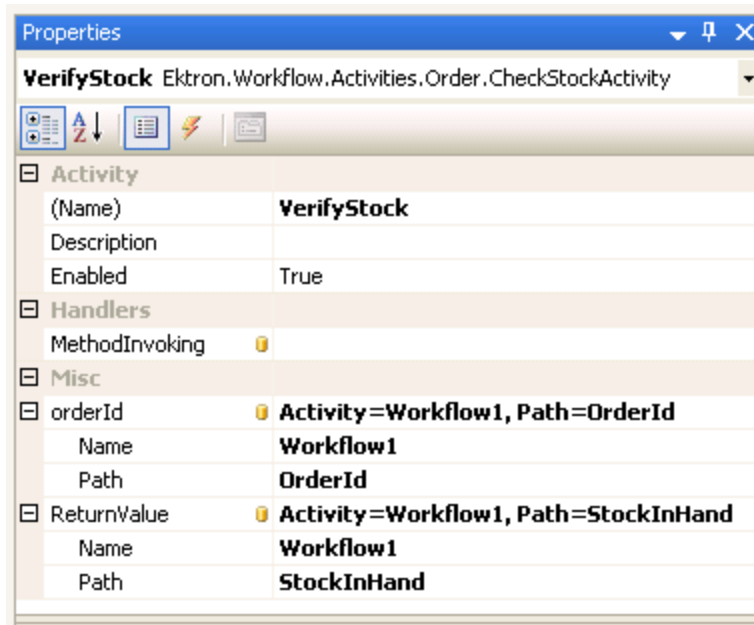 Properties
VerifyStock Ektron.Workflow.Activities.Order.CheckStockActivity
A
Z
Activity
(Name) VerifyStock
Description
Enabled True
Handlers
MethodInvoking
Misc
orderId Activity=Workflow1, Path=OrderId
Name Workflow1
Path OrderId
ReturnValue Activity=Workflow1, Path=StockInHand
Name Workflow1
Path StockInHand